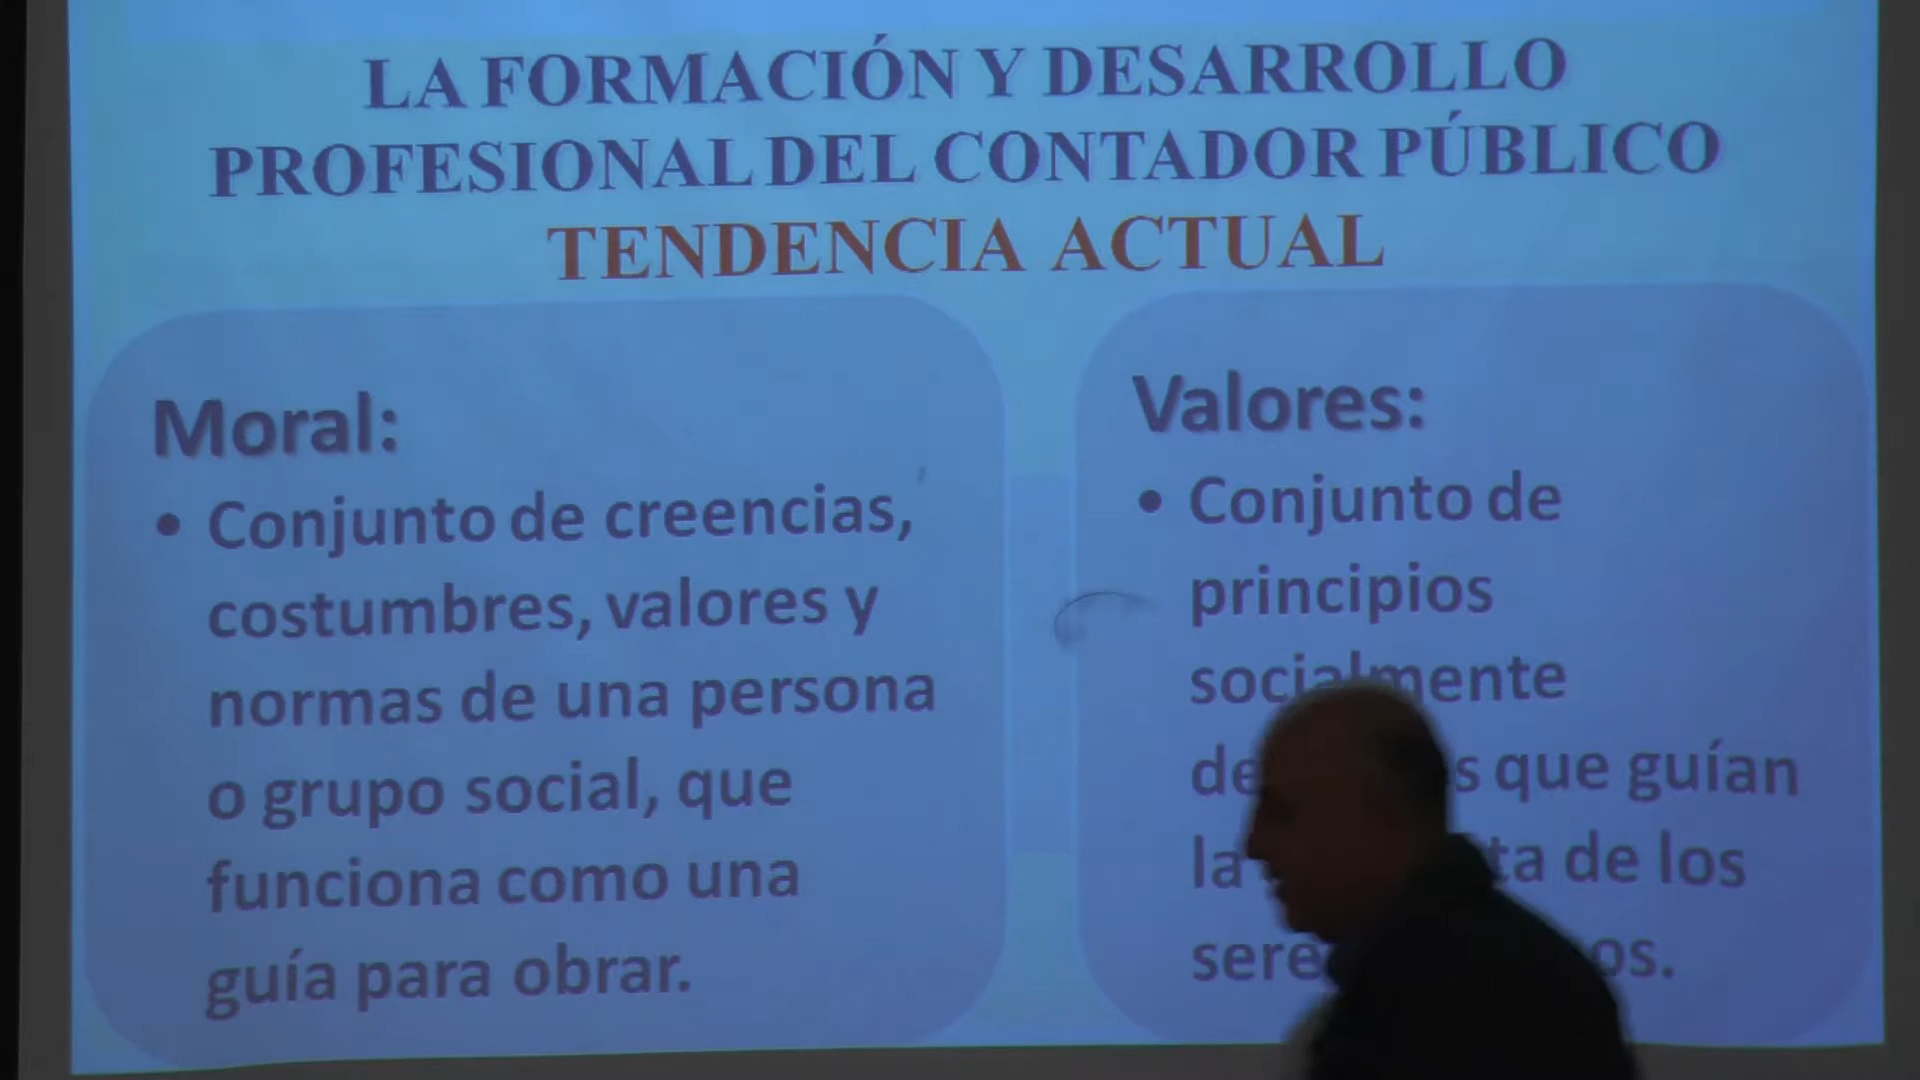 LA FORMACIÓN Y DESARROLLO
PROFESIONAL DEL CONTADOR PÚBLICO
TENDENCIA ACTUAL
Moral:
• Conjunto de creencias,
costumbres, valores y
normas de una persona
o grupo social, que
funciona como una
guía para obrar.
Valores:
• Conjunto de
principios
socialmente
que guían
la de los